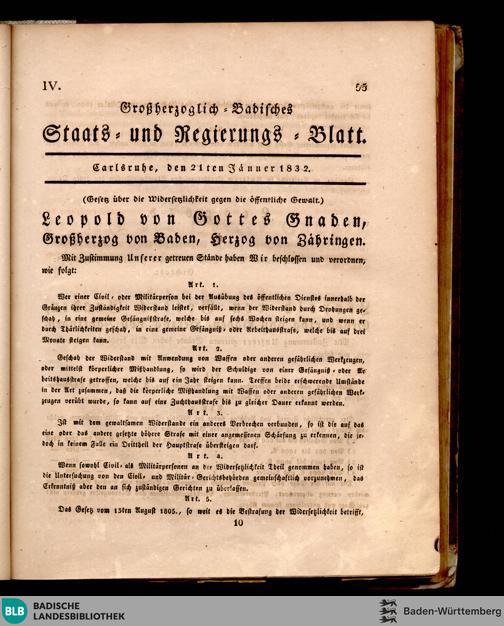 IV.
55
Großherzoglich-Badisches
Staats- und Regierungs-Blatt.
Carlsruhe, den 21ten Jänner 1832.
(Gesetz über die Widersetzlichkeit gegen die öffentliche Gewalt.)
Leopold von Gottes Gnaden,
Großherzog von Baden, Herzog von Zähringen.
Mit Zustimmung Unserer getreuen Stände haben Wir beschlossen und verordnen,
wie folgt:
Art. 1.
Wer einer Civil- oder Militärperson bei der Ausübung des öffentlichen Dienstes innerhalb der
Gränzen ihrer Zuständigkeit Widerstand leistet, verfällt, wenn der Widerstand durch Drohungen ge-
schah, in eine gemeine Gefängnißstrafe, welche bis auf sechs Wochen steigen kann, und wenn er
durch Thätlichkeiten geschah, in eine gemeine Gefängniß- oder Arbeitshausstrafe, welche bis auf drei
Monate steigen kann.
Art. 2.
Geschah der Widerstand mit Anwendung von Waffen oder anderen gefährlichen Werkzeugen,
oder mittelst körperlicher Mißhandlung, so wird der Schuldige von einer Gefängniß- oder Ar-
beitshausstrafe getroffen, welche bis auf ein Jahr steigen kann. Treffen beide erschwerende Umstände
in der Art zusammen, daß die körperliche Mißhandlung mit Waffen oder anderen gefährlichen Werk-
zeugen verübt wurde, so kann auf eine Zuchthausstrafe bis zu gleicher Dauer erkannt werden.
Art. 3.
Ist mit dem gewaltsamen Widerstande ein anderes Verbrechen verbunden, so ist die auf das
eine oder das andere gesetzte höhere Strafe mit einer angemessenen Schärfung zu erkennen, die je-
doch in keinem Falle ein Drittheil der Hauptstrafe übersteigen darf.
Art. 4.
Wenn sowohl Civil- als Militärpersonen an der Widersetzlichkeit Theil genommen haben, so ist
die Untersuchung von den Civil- und Militär-Gerichtsbehörden gemeinschaftlich vorzunehmen, das
Erkenntniß aber den an sich zuständigen Gerichten zu überlassen.
Art. 5.
Das Gesetz vom 13ten August 1805., so weit es die Bestrafung der Widersetzlichkeit betrifft,
10
BLB
BADISCHE
LANDESBIBLIOTHEK
Baden-Württemberg